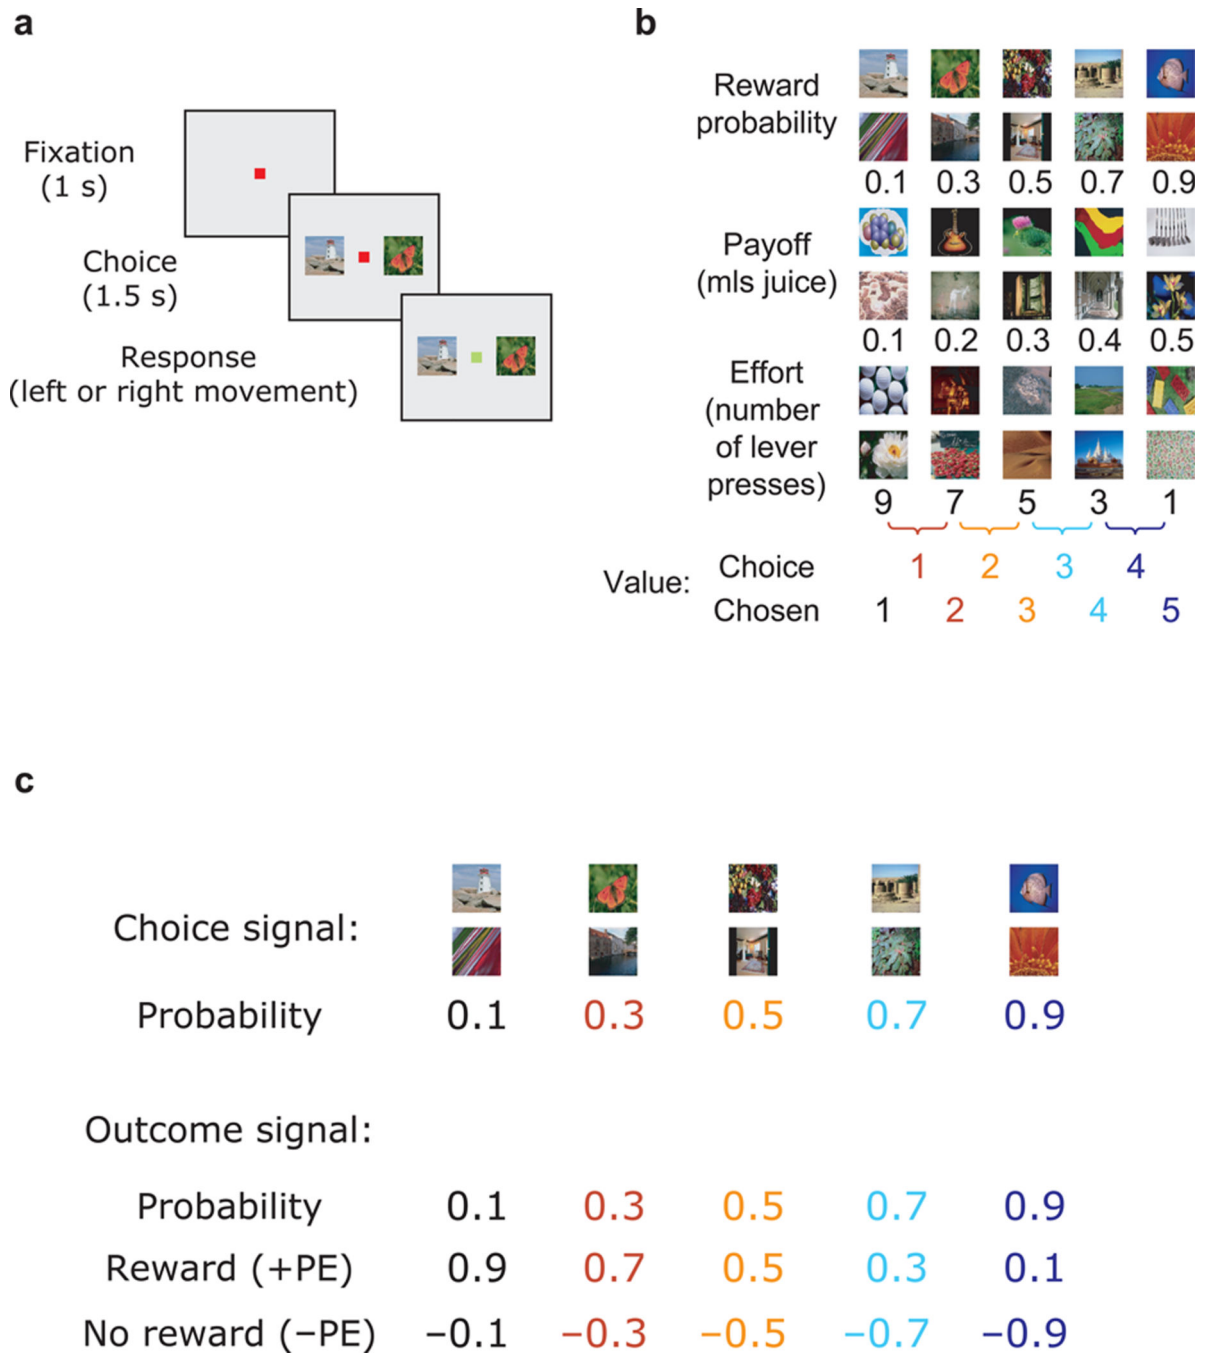 a
Fixation
(1 s)
Choice
(1.5 s)
Response
(left or right movement)
b
Reward
probability
0.1 0.3 0.5 0.7 0.9
Payoff
(mls juice)
0.1 0.2 0.3 0.4 0.5
Effort
(number
of lever
presses)
9 7 5 3 1
Value:
Choice 1 2 3 4
Chosen 1 2 3 4 5
c
Choice signal:
Probability 0.1 0.3 0.5 0.7 0.9
Outcome signal:
Probability 0.1 0.3 0.5 0.7 0.9
Reward (+PE) 0.9 0.7 0.5 0.3 0.1
No reward (–PE) –0.1 –0.3 –0.5 –0.7 –0.9